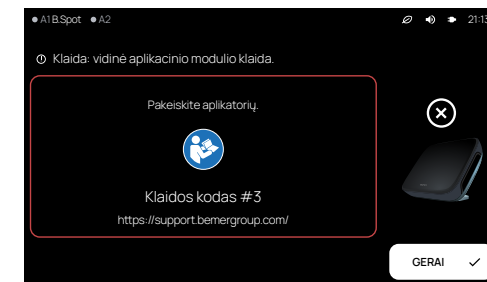 A1 B.Spot A2 21:13
Klaida: vidinė aplikacinio modulio klaida.
Pakeiskite aplikatorių.
Klaidos kodas #3
https://support.bemergroup.com/
GERAI